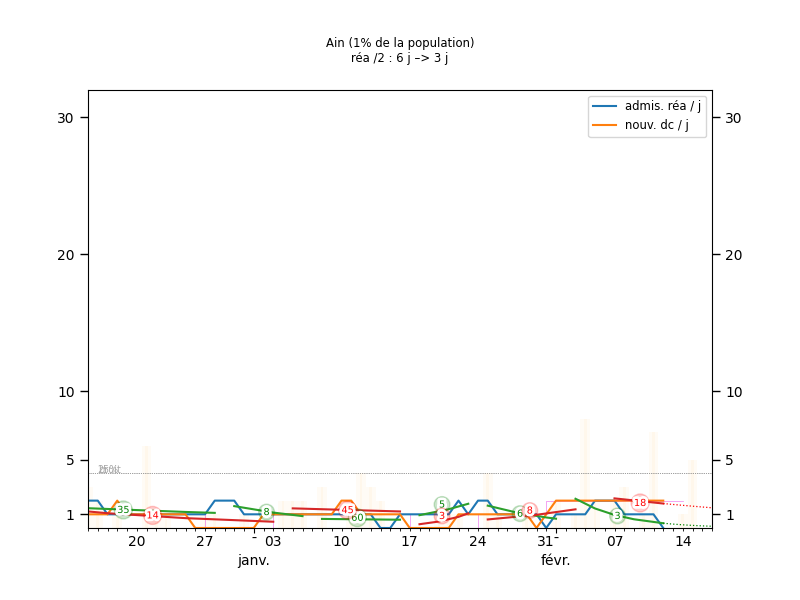 Ain (1% de la population)
réa /2 : 6 j –> 3 j
admis. réa / j
nouv. dc / j
30 30
20 20
10 10
5 5
1 1
35 14 8 45 60 5 3 6 8 3 18
20 27 - 03 10 17 24 31 07 14
janv. févr.